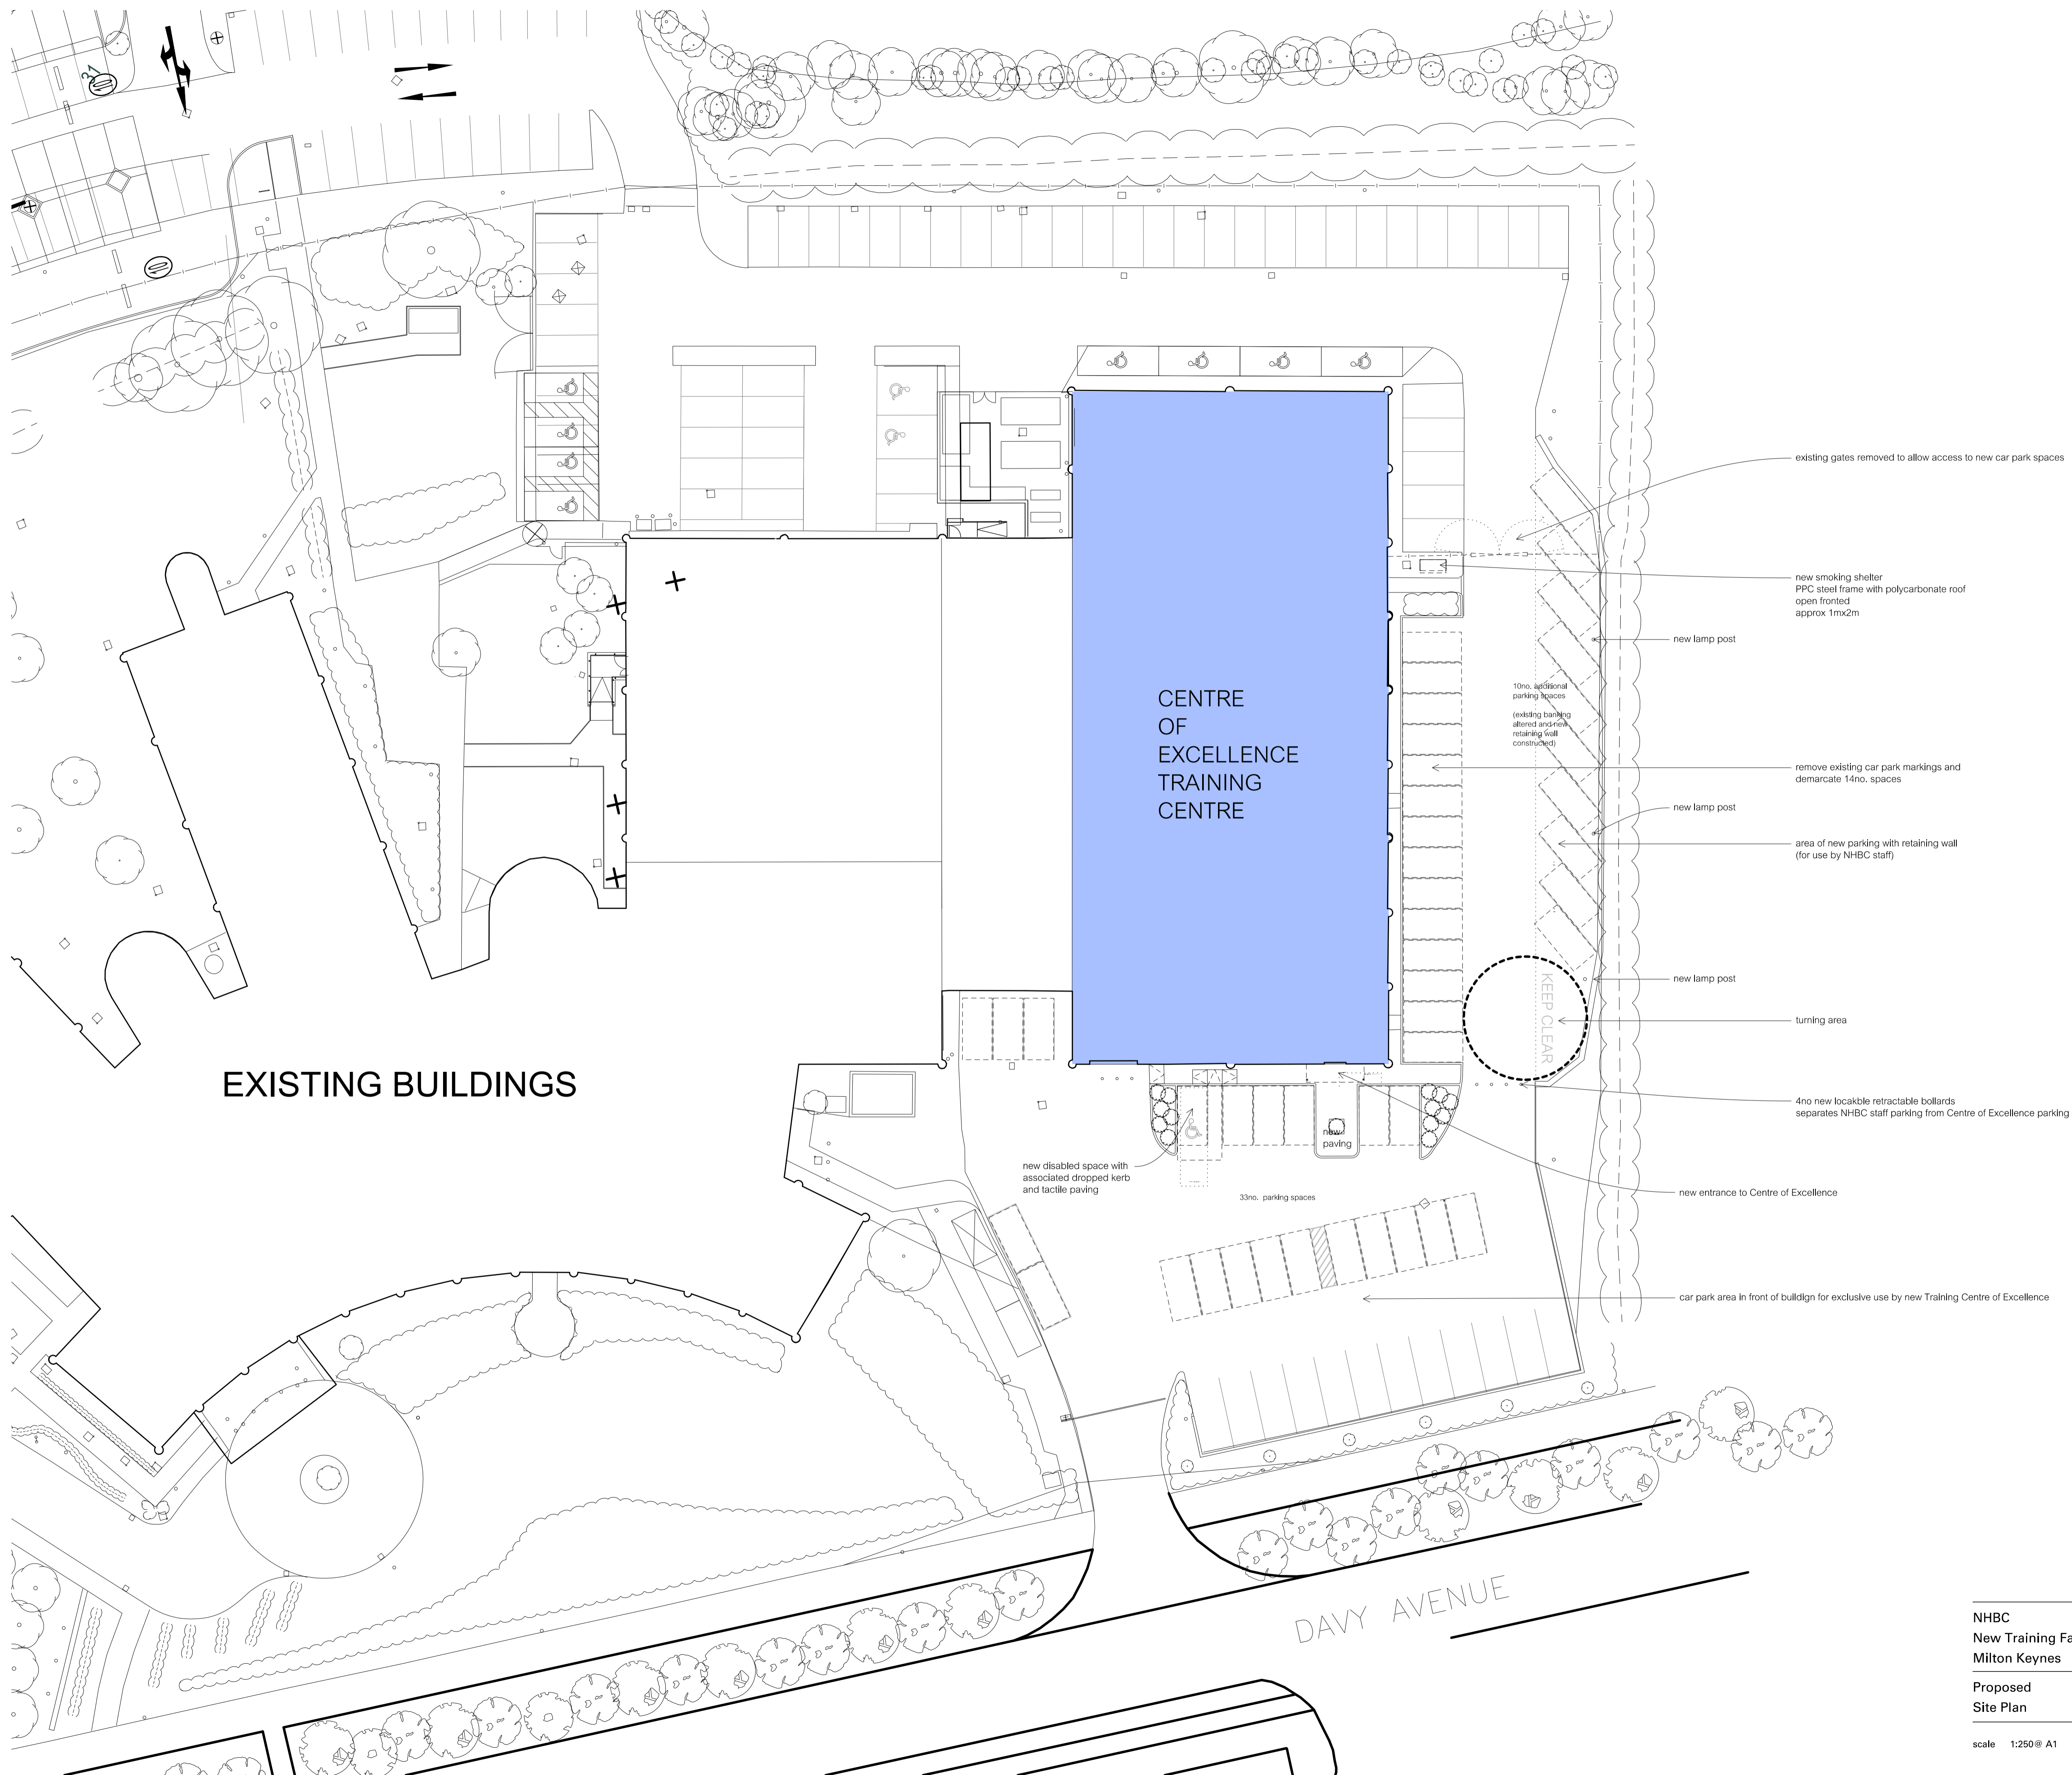 existing gates removed to allow access to new car park spaces
new smoking shelter
PPC steel frame with polycarbonate roof
open fronted
approx 1mx2m
new lamp post
10no. additional
parking spaces
(existing banking
altered and new
retaining wall
constructed)
CENTRE
OF
EXCELLENCE
TRAINING
CENTRE
remove existing car park markings and
demarcate 14no. spaces
new lamp post
area of new parking with retaining wall
(for use by NHBC staff)
new lamp post
KEEP CLEAR
turning area
EXISTING BUILDINGS
4no new locakble retractable bollards
separates NHBC staff parking from Centre of Excellence parking
new
paving
new disabled space with
associated dropped kerb
and tactile paving
33no. parking spaces
new entrance to Centre of Excellence
car park area in front of buildign for exclusive use by new Training Centre of Excellence
DAVY AVENUE
NHBC
New Training Fa
Milton Keynes
Proposed
Site Plan
scale 1:250@ A1